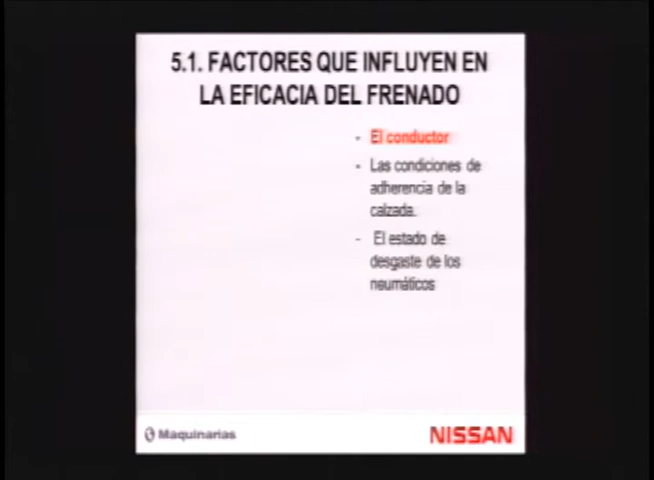 5.1. FACTORES QUE INFLUYEN EN
LA EFICACIA DEL FRENADO
- El conductor
- Las condiciones de
adherencia de la
calzada.
- El estado de
desgaste de los
neumáticos
Maquinarias
NISSAN